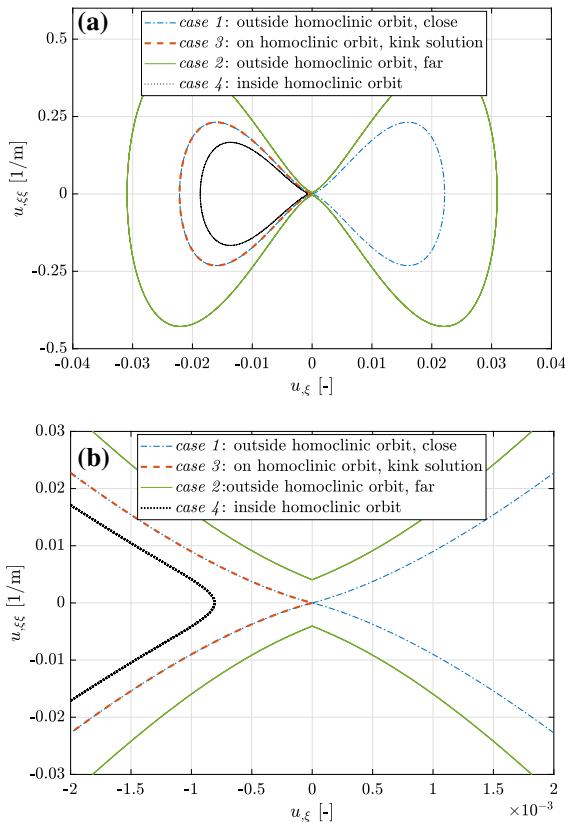 (a)
case 1: outside homoclinic orbit, close
case 3: on homoclinic orbit, kink solution
case 2: outside homoclinic orbit, far
case 4: inside homoclinic orbit
0.5
0.25
0
-0.25
-0.5
u,ξξ [1/m]
-0.04 -0.03 -0.02 -0.01 0 0.01 0.02 0.03 0.04
u,ξ [-]
(b)
case 1: outside homoclinic orbit, close
case 3: on homoclinic orbit, kink solution
case 2:outside homoclinic orbit, far
case 4: inside homoclinic orbit
0.03
0.02
0.01
0
-0.01
-0.02
-0.03
u,ξξ [1/m]
-2 -1.5 -1 -0.5 0 0.5 1 1.5 2
u,ξ [-]
×10⁻³